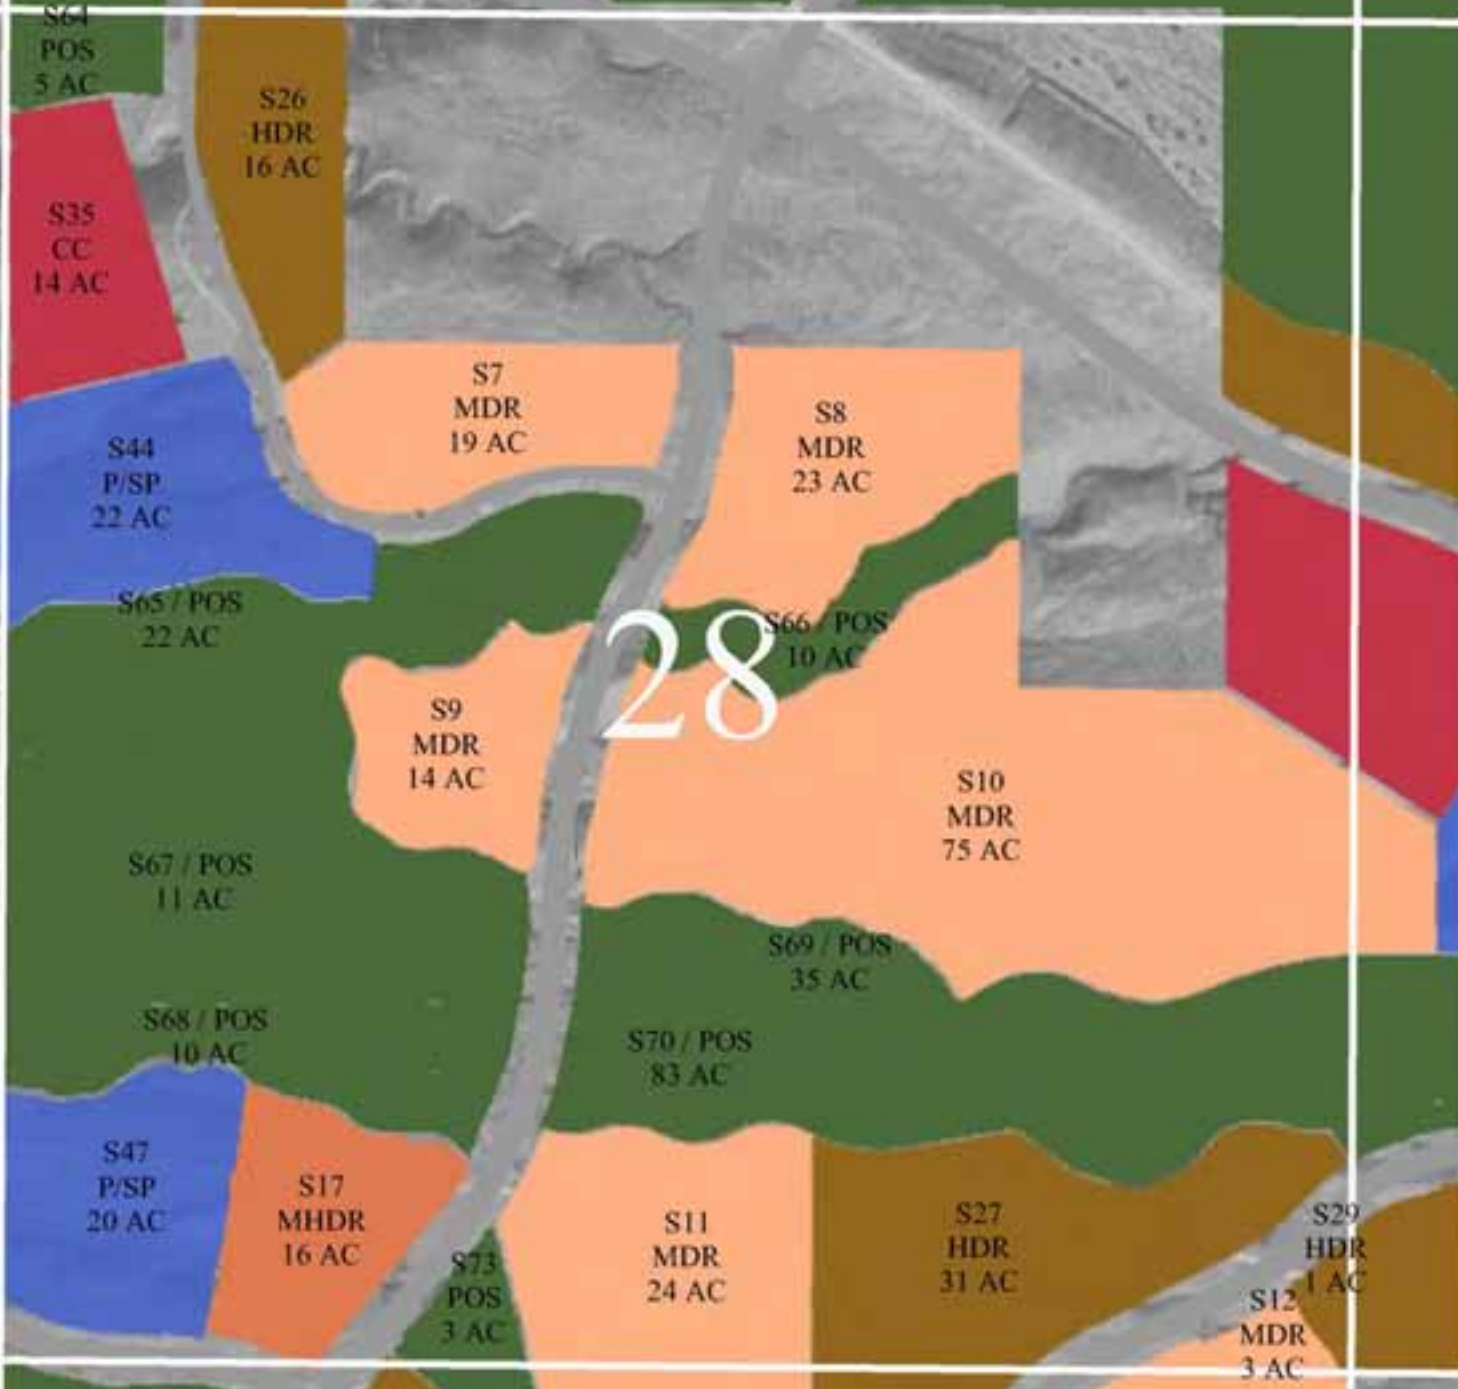 S64
POS
5 AC
S26
HDR
16 AC
S35
CC
14 AC
S7
MDR
19 AC
S8
MDR
23 AC
S44
P/SP
22 AC
S65 / POS
22 AC
S66 / POS
10 AC
28
S9
MDR
14 AC
S10
MDR
75 AC
S67 / POS
11 AC
S69 / POS
35 AC
S68 / POS
10 AC
S70 / POS
83 AC
S47
P/SP
20 AC
S17
MHDR
16 AC
S11
MDR
24 AC
S27
HDR
31 AC
S29
HDR
1 AC
S73
POS
3 AC
S12
MDR
3 AC